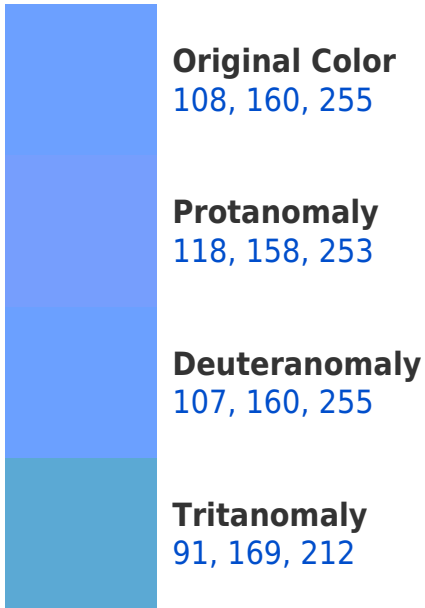 Original Color
108, 160, 255
Protanomaly
118, 158, 253
Deuteranomaly
107, 160, 255
Tritanomaly
91, 169, 212